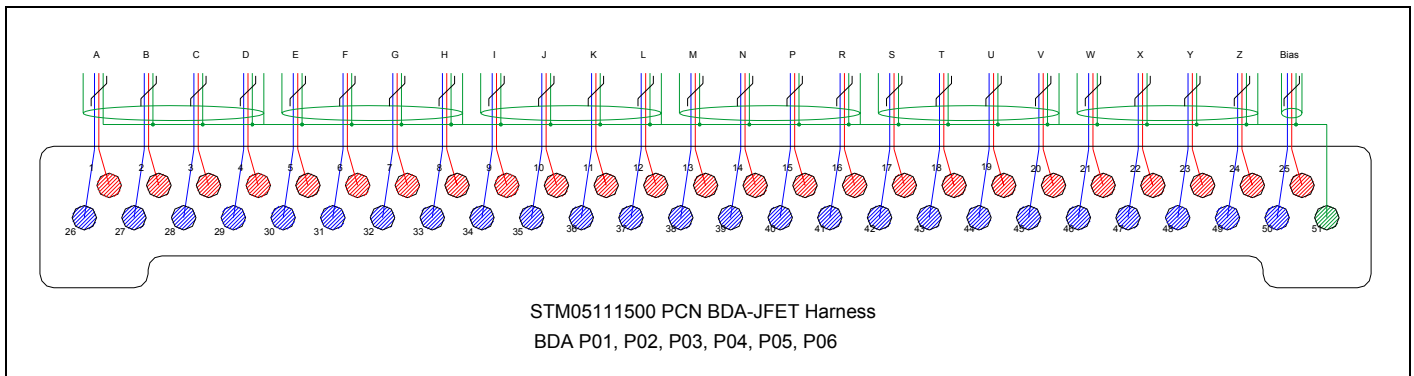 A B C D E F G H I J K L M N P R S T U V W X Y Z Bias
1 2 3 4 5 6 7 8 9 10 11 12 13 14 15 16 17 18 19 20 21 22 23 24 25
26 27 28 29 30 31 32 33 34 35 36 37 38 39 40 41 42 43 44 45 46 47 48 49 50 51
STM05111500 PCN BDA-JFET Harness
BDA P01, P02, P03, P04, P05, P06